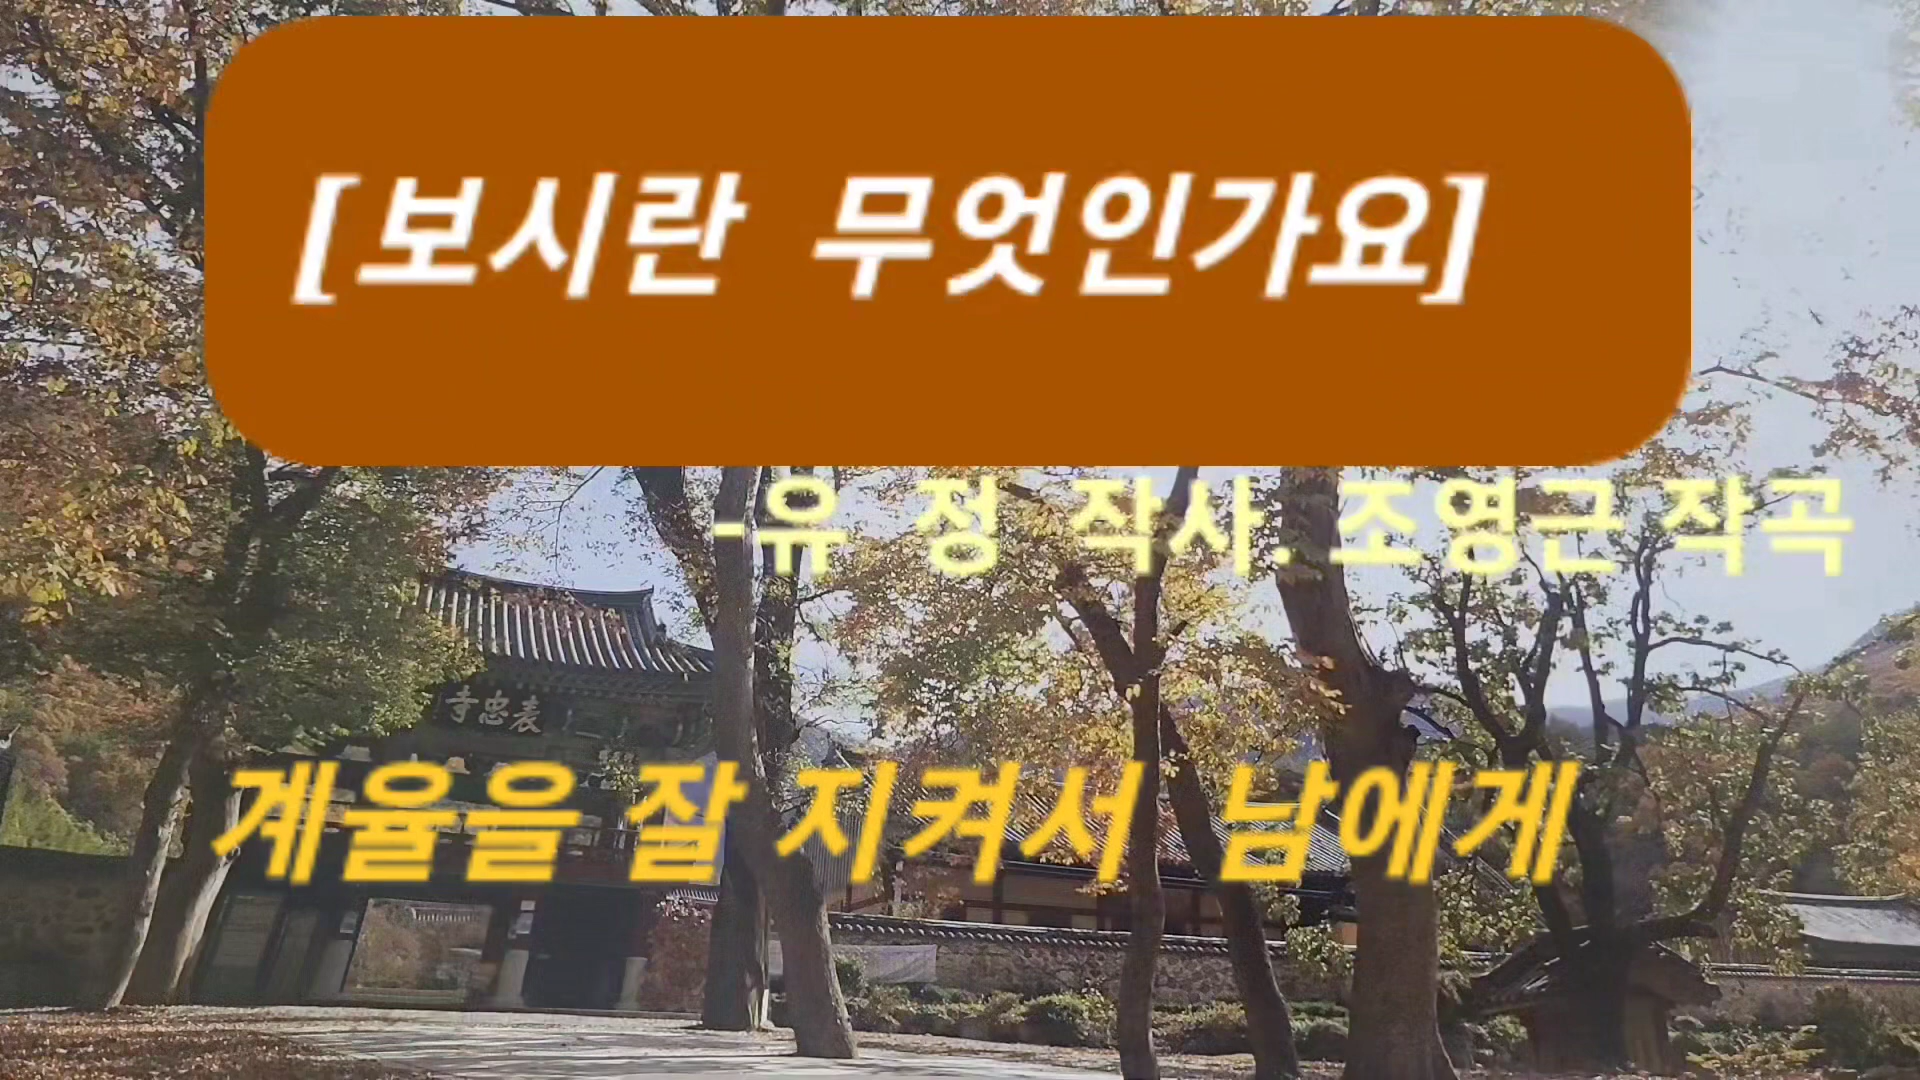 [보시란 무엇인가요]
-유 정 작사. 조영근 작곡
寺忠表
계율을 잘 지켜서 남에게